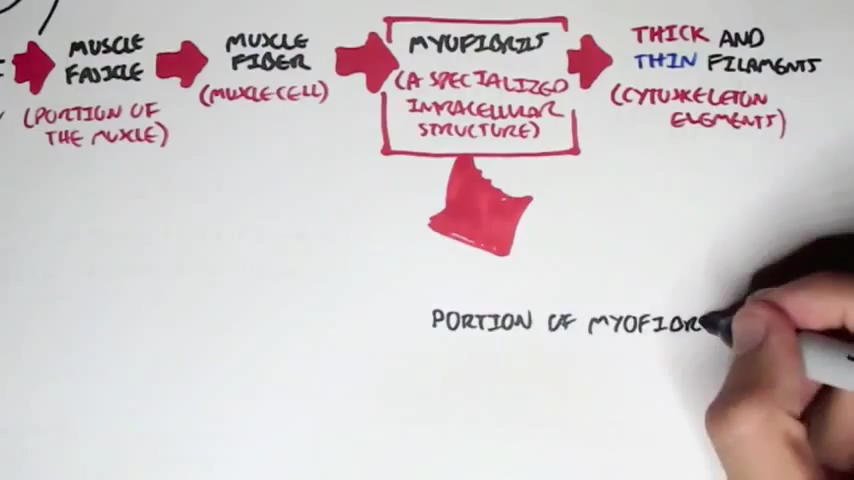 MUSCLE
FASICLE
(PORTION OF
THE MUSCLE)
MUSCLE
FIBER
(MUSCLE CELL)
MYOFIBRILS
(A SPECIALIZED
INTRACELLULAR
STRUCTURE)
THICK AND
THIN FILAMENTS
(CYTOSKELETON
ELEMENTS)
PORTION OF MYOFIBR